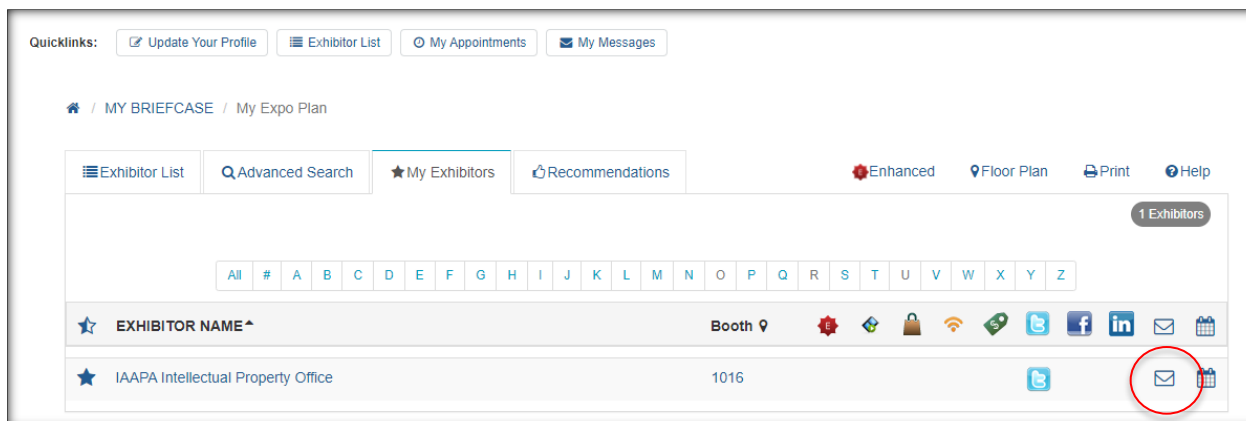 Quicklinks: Update Your Profile Exhibitor List My Appointments My Messages
/ MY BRIEFCASE / My Expo Plan
Exhibitor List Advanced Search My Exhibitors Recommendations Enhanced Floor Plan Print Help
1 Exhibitors
All # A B C D E F G H I J K L M N O P Q R S T U V W X Y Z
EXHIBITOR NAME Booth E $ t f in
IAAPA Intellectual Property Office 1016 t